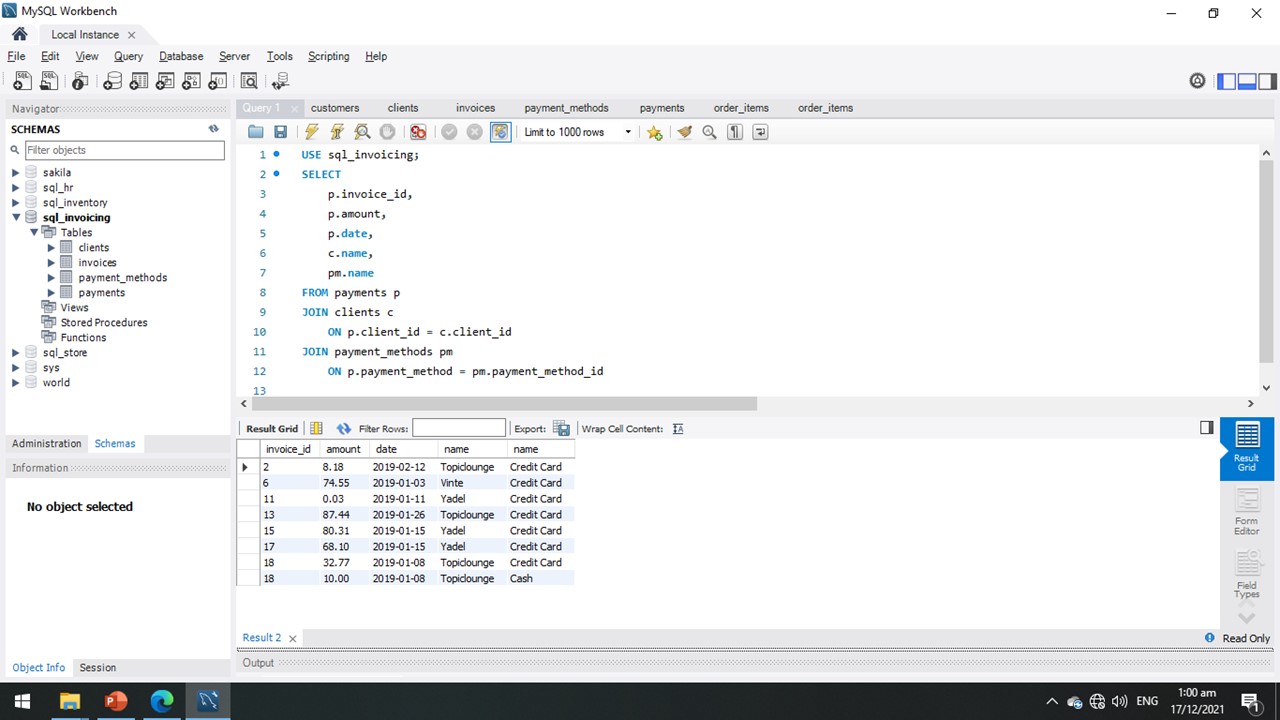 MySQL Workbench
Local Instance
File Edit View Query Database Server Tools Scripting Help
Navigator
SCHEMAS
Filter objects
sakila
sql_hr
sql_inventory
sql_invoicing
Tables
clients
invoices
payment_methods
payments
Views
Stored Procedures
Functions
sql_store
sys
world
Administration Schemas
Information
No object selected
Object Info Session
Query 1 customers clients invoices payment_methods payments order_items order_items
Limit to 1000 rows
1 USE sql_invoicing;
2 SELECT
3 p.invoice_id,
4 p.amount,
5 p.date,
6 c.name,
7 pm.name
8 FROM payments p
9 JOIN clients c
10 ON p.client_id = c.client_id
11 JOIN payment_methods pm
12 ON p.payment_method = pm.payment_method_id
13
Result Grid Filter Rows: Export: Wrap Cell Content:
invoice_id amount date name name
2 8.18 2019-02-12 Topiclounge Credit Card
6 74.55 2019-01-03 Vinte Credit Card
11 0.03 2019-01-11 Yadel Credit Card
13 87.44 2019-01-26 Topiclounge Credit Card
15 80.31 2019-01-15 Yadel Credit Card
17 68.10 2019-01-15 Yadel Credit Card
18 32.77 2019-01-08 Topiclounge Credit Card
18 10.00 2019-01-08 Topiclounge Cash
Result Grid
Form Editor
Field Types
Result 2
Read Only
Output
ENG
1:00 am
17/12/2021
1